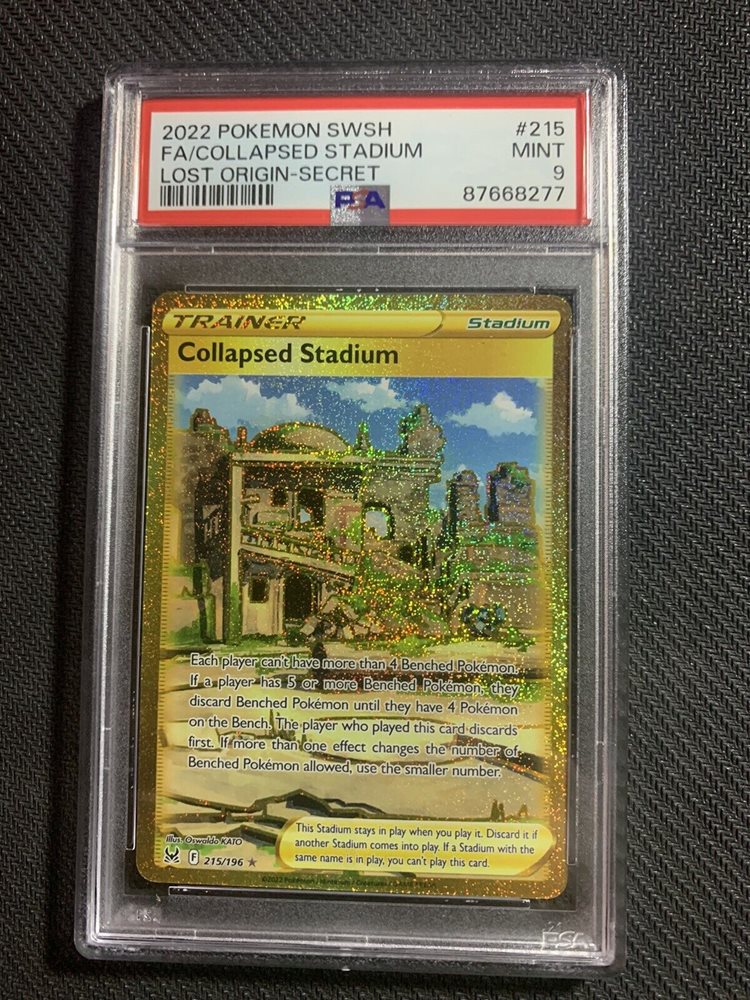 2022 POKEMON SWSH #215
FA/COLLAPSED STADIUM MINT
LOST ORIGIN-SECRET 9
PSA 87668277
TRAINER Stadium
Collapsed Stadium
Each player can't have more than 4 Benched Pokémon.
If a player has 5 or more Benched Pokémon, they
discard Benched Pokémon until they have 4 Pokémon
on the Bench. The player who played this card discards
first. If more than one effect changes the number of
Benched Pokémon allowed, use the smaller number.
This Stadium stays in play when you play it. Discard it if
another Stadium comes into play. If a Stadium with the
same name is in play, you can't play this card.
Illus. Oswaldo KATO
F 215/196
©2022 Pokémon / Nintendo / Creatures /